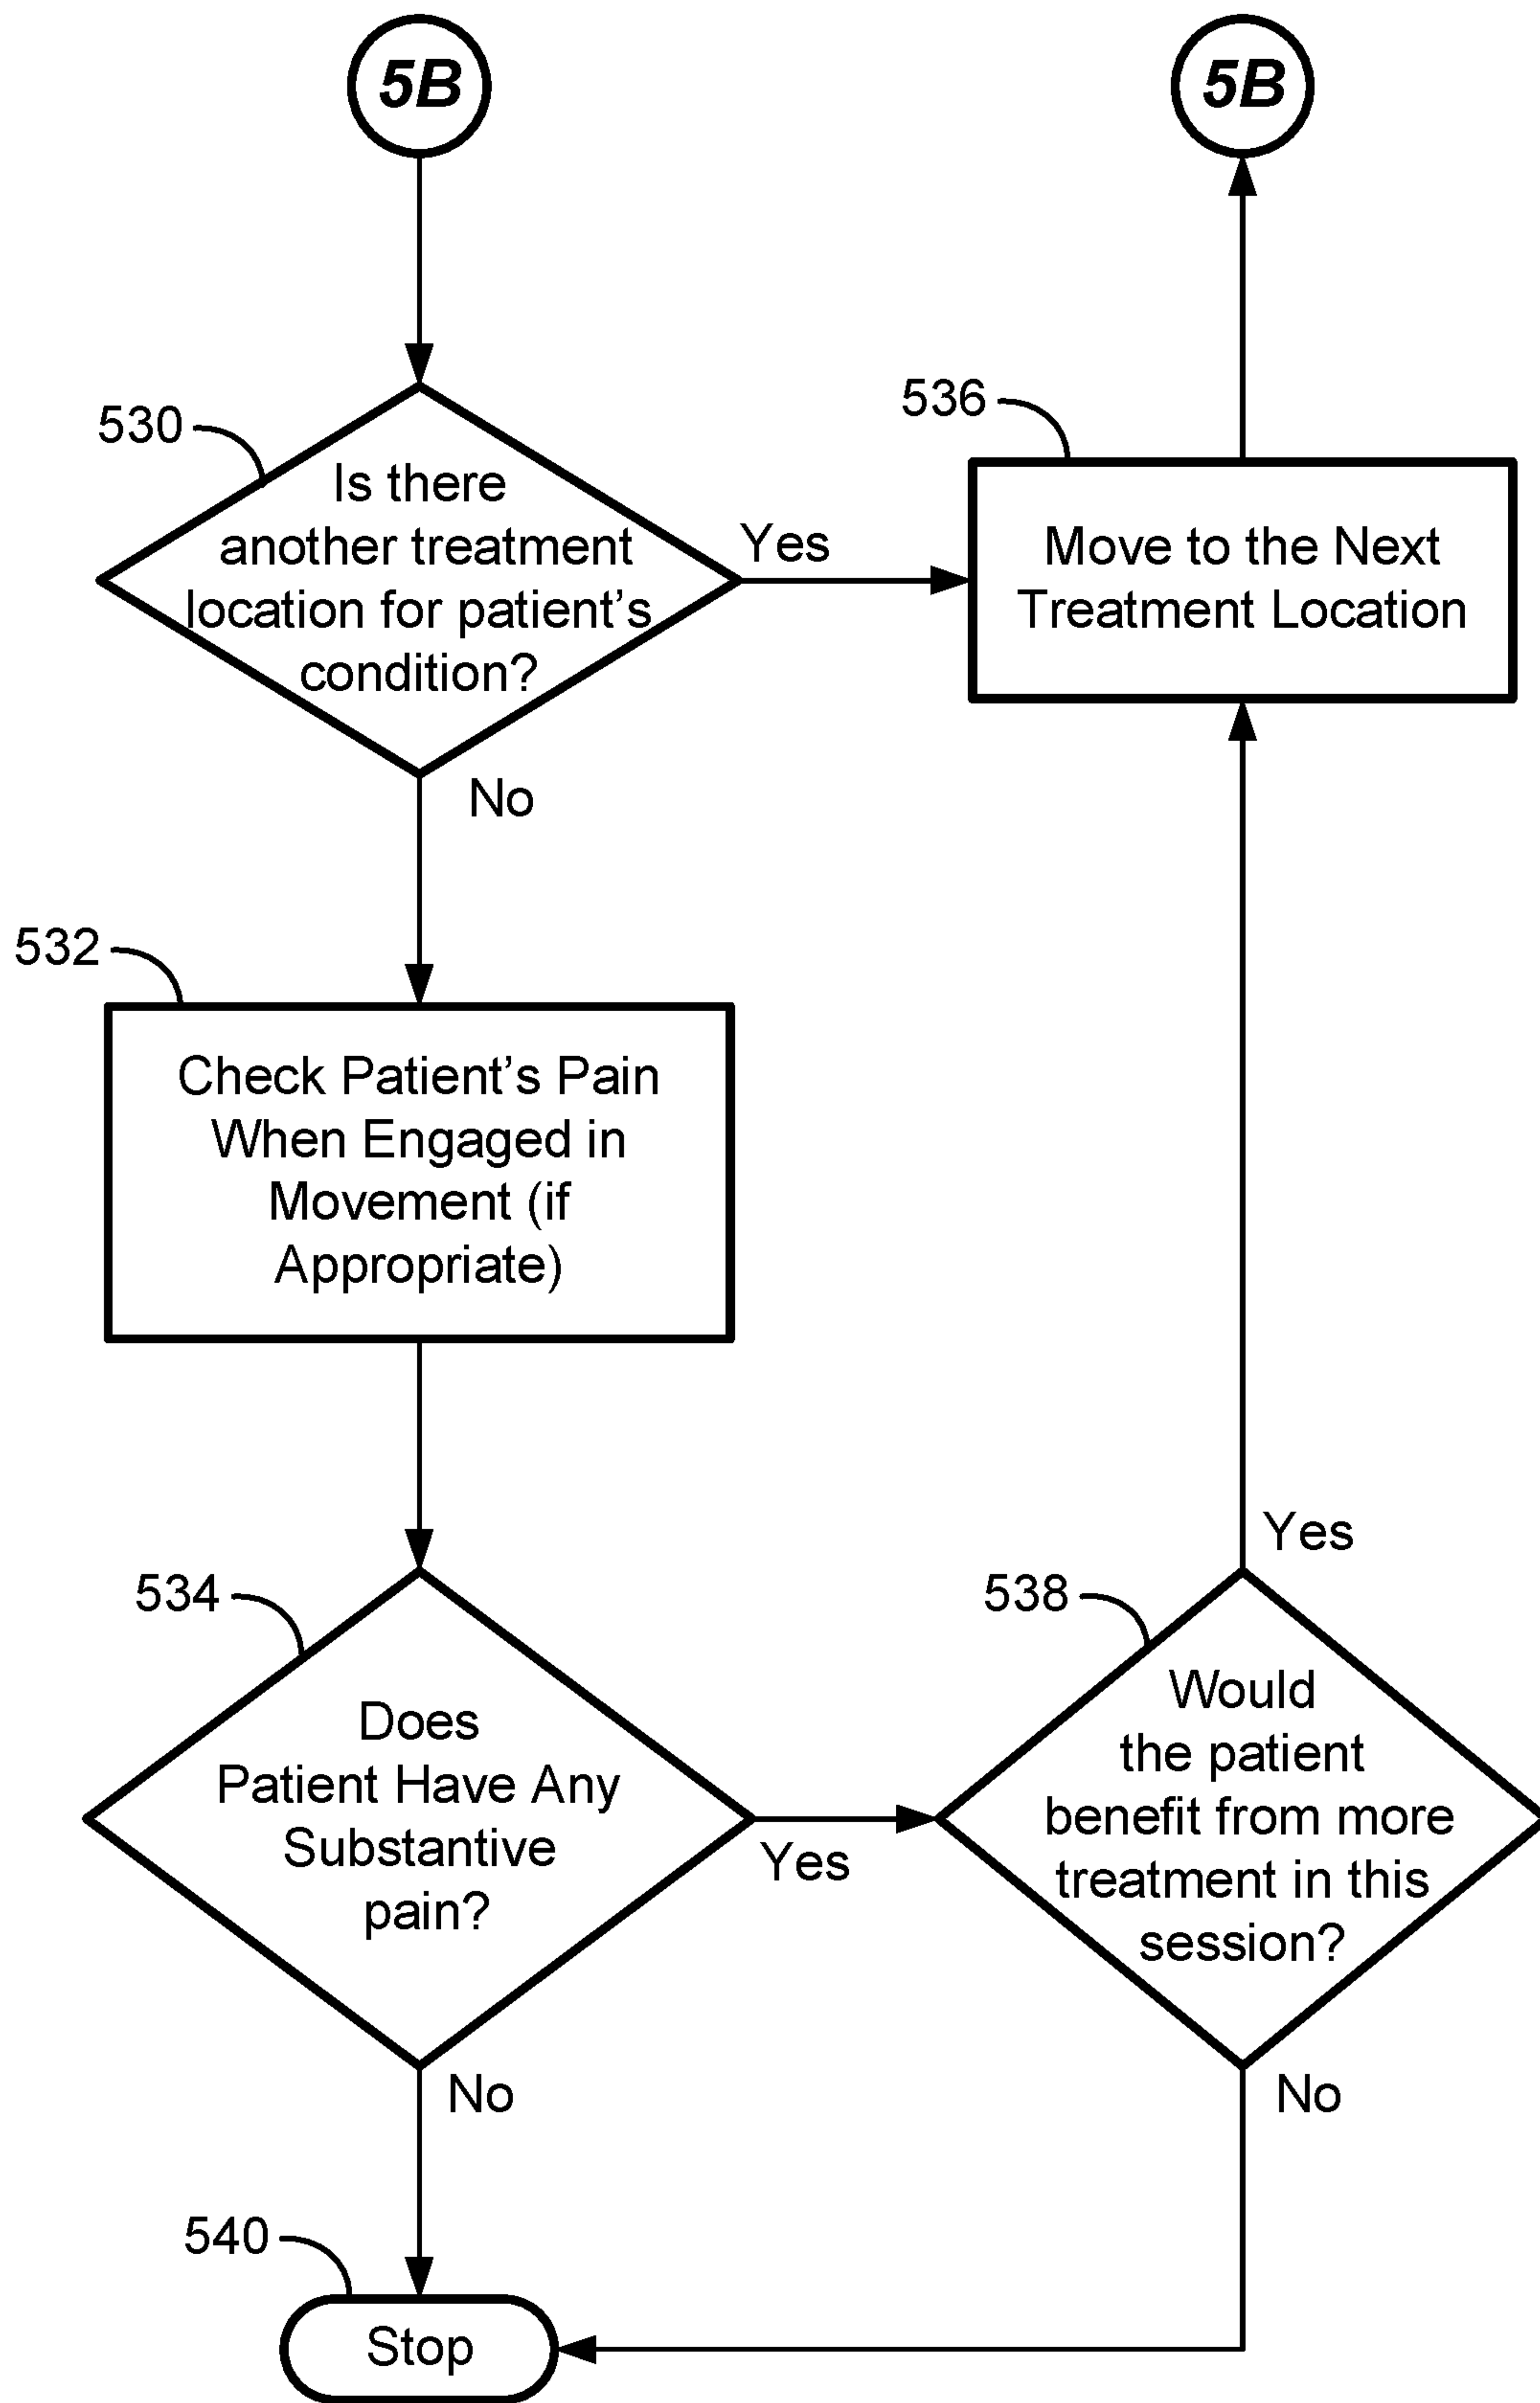 5B
5B
530
Is there
another treatment
location for patient’s
condition?
Yes
No
536
Move to the Next
Treatment Location
532
Check Patient’s Pain
When Engaged in
Movement (if
Appropriate)
534
Does
Patient Have Any
Substantive
pain?
Yes
No
538
Would
the patient
benefit from more
treatment in this
session?
Yes
No
540
Stop